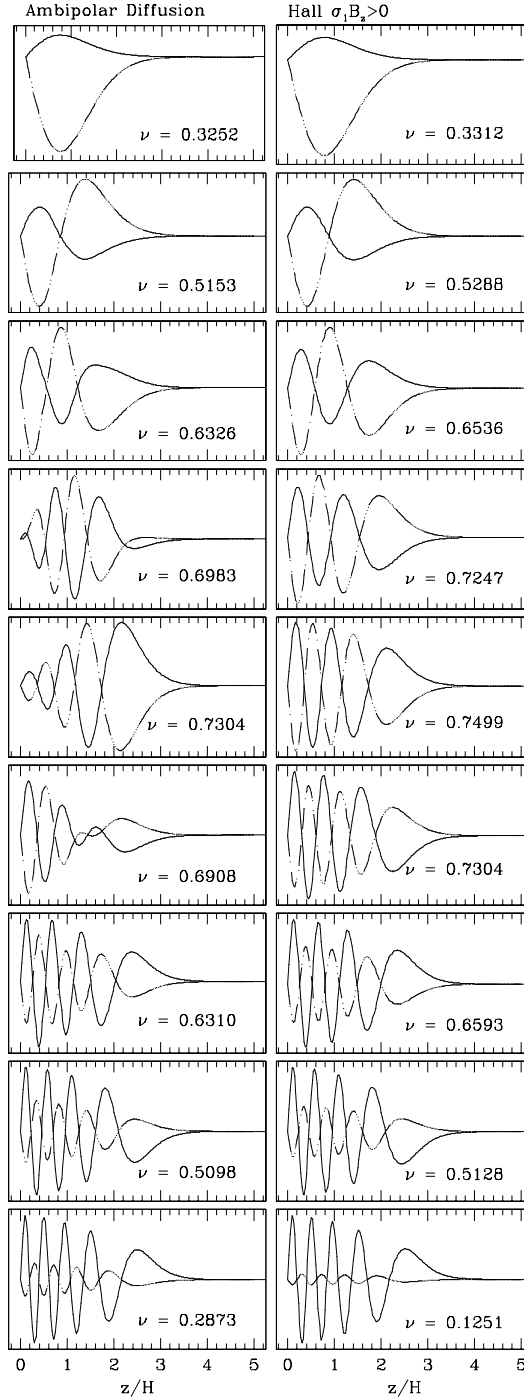 Ambipolar Diffusion
Hall σ₁B_z>0
ν = 0.3252
ν = 0.3312
ν = 0.5153
ν = 0.5288
ν = 0.6326
ν = 0.6536
ν = 0.6983
ν = 0.7247
ν = 0.7304
ν = 0.7499
ν = 0.6908
ν = 0.7304
ν = 0.6310
ν = 0.6593
ν = 0.5098
ν = 0.5128
ν = 0.2873
ν = 0.1251
0 1 2 3 4 5
0 1 2 3 4 5
z/H
z/H